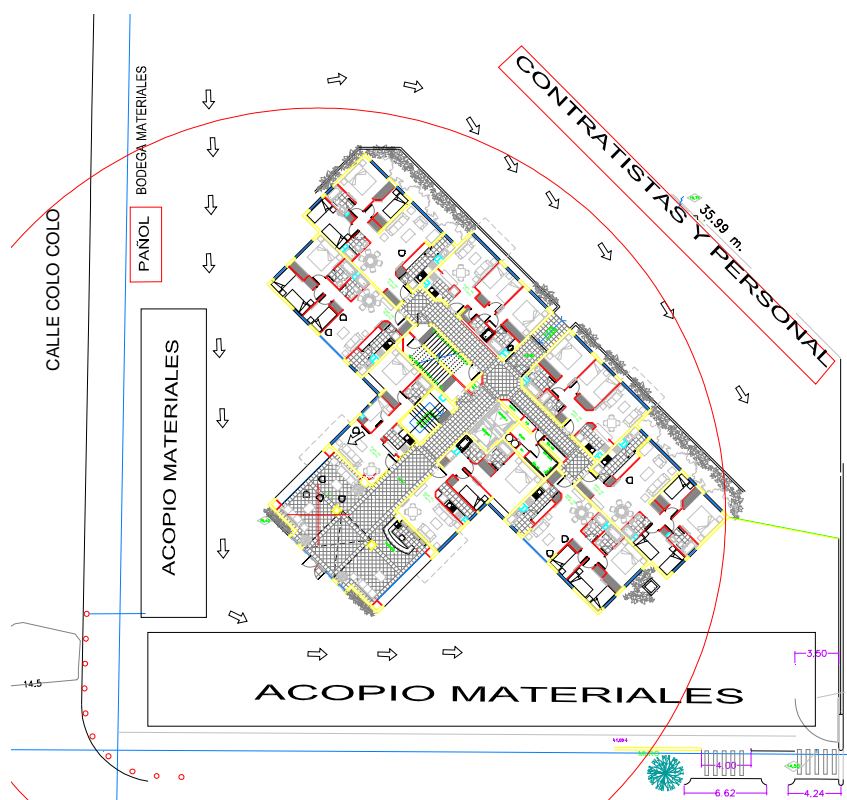 CONTRATISTAS Y PERSONAL
35.99 m.
BODEGA MATERIALES
PAÑOL
CALLE COLO COLO
ACOPIO MATERIALES
ACOPIO MATERIALES
14.5
3.50
4.00
6.62
4.24